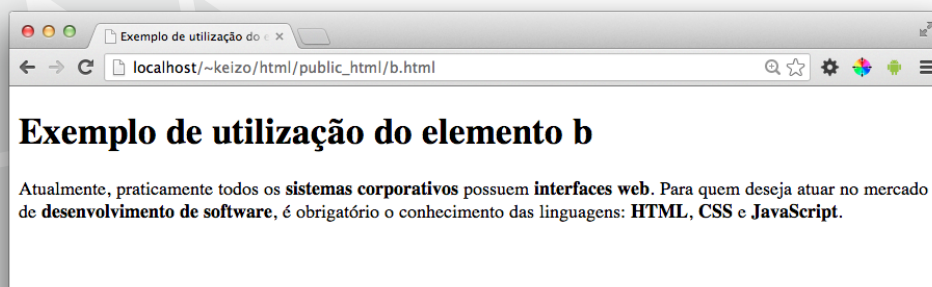 Exemplo de utilização do e
localhost/~keizo/html/public_html/b.html
Exemplo de utilização do elemento b
Atualmente, praticamente todos os sistemas corporativos possuem interfaces web. Para quem deseja atuar no mercado
de desenvolvimento de software, é obrigatório o conhecimento das linguagens: HTML, CSS e JavaScript.